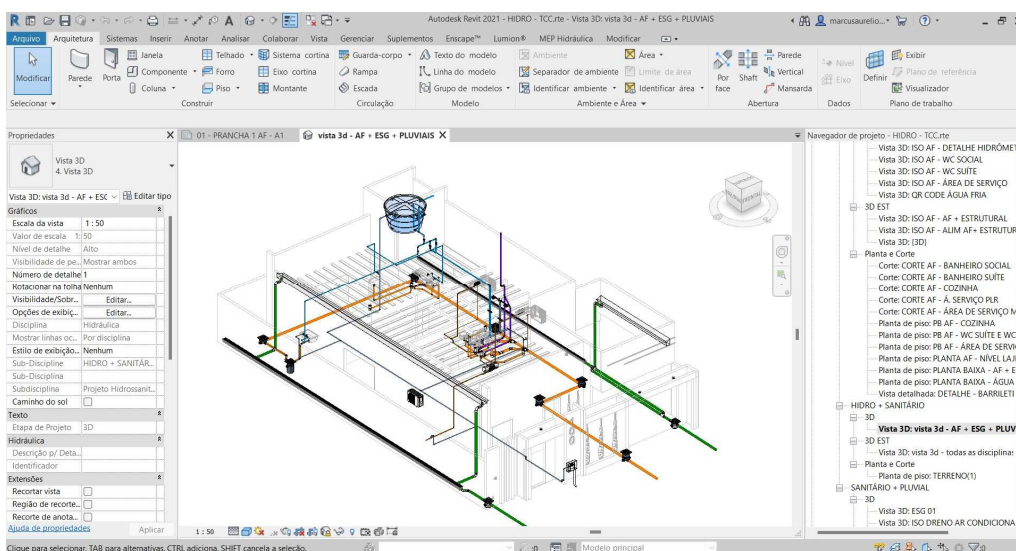 Autodesk Revit 2021 - HIDRO - TCC.rte - Vista 3D: vista 3d - AF + ESG + PLUVIAIS
marcusaurelio...
Arquivo Arquitetura Sistemas Inserir Anotar Analisar Colaborar Vista Gerenciar Suplementos Enscape™ Lumion® MEP Hidráulica Modificar
Modificar
Parede
Porta
Janela
Componente
Coluna
Telhado
Forro
Piso
Sistema cortina
Eixo cortina
Montante
Guarda-corpo
Rampa
Escada
Texto do modelo
Linha do modelo
Grupo de modelos
Ambiente
Separador de ambiente
Identificar ambiente
Área
Limite de área
Identificar área
Por face
Shaft
Parede
Vertical
Mansarda
Nível
Eixo
Definir
Exibir
Plano de referência
Visualizador
Selecionar Construir Circulação Modelo Ambiente e Área Abertura Dados Plano de trabalho
Propriedades
01 - PRANCHA 1 AF - A1
vista 3d - AF + ESG + PLUVIAIS
Navegador de projeto - HIDRO - TCC.rte
Vista 3D
4. Vista 3D
Vista 3D: vista 3d - AF + ESC
Editar tipo
Gráficos
Escala da vista 1 : 50
Valor de escala 1: 50
Nível de detalhe Alto
Visibilidade de pe... Mostrar ambos
Número de detalhe 1
Rotacionar na folha Nenhum
Visibilidade/Sobr... Editar...
Opções de exibiç... Editar...
Disciplina Hidráulica
Mostrar linhas oc... Por disciplina
Estilo de exibição... Nenhum
Sub-Discipline HIDRO + SANITÁR...
Sub-Discipline
Subdisciplina Projeto Hidrossanit...
Caminho do sol
Texto
Etapa de Projeto 3D
Hidráulica
Descrição p/ Deta...
Identificador
Extensões
Recortar vista
Região de recorte...
Recorte de anota...
Ajuda de propriedades
Aplicar
1 : 50
Vista 3D: ISO AF - DETALHE HIDRÔMET
Vista 3D: ISO AF - WC SOCIAL
Vista 3D: ISO AF - WC SUÍTE
Vista 3D: ISO AF - ÁREA DE SERVIÇO
Vista 3D: QR CODE ÁGUA FRIA
3D EST
Vista 3D: ISO AF - AF + ESTRUTURAL
Vista 3D: ISO AF - ALIM AF+ ESTRUTUR
Vista 3D: {3D}
Planta e Corte
Corte: CORTE AF - BANHEIRO SOCIAL
Corte: CORTE AF - BANHEIRO SUÍTE
Corte: CORTE AF - COZINHA
Corte: CORTE AF - Á. SERVIÇO PLR
Corte: CORTE AF - ÁREA DE SERVIÇO M
Planta de piso: PB AF - COZINHA
Planta de piso: PB AF - WC SUÍTE E WC
Planta de piso: PB AF - ÁREA DE SERVI
Planta de piso: PLANTA AF - NÍVEL LAJ
Planta de piso: PLANTA BAIXA - AF + E
Planta de piso: PLANTA BAIXA - ÁGUA
Vista detalhada: DETALHE - BARRILETI
HIDRO + SANITÁRIO
3D
Vista 3D: vista 3d - AF + ESG + PLUV
3D EST
Vista 3D: vista 3d - todas as disciplinas
Planta e Corte
Planta de piso: TERRENO(1)
SANITÁRIO + PLUVIAL
3D
Vista 3D: ESG 01
Vista 3D: ISO DRENO AR CONDICIONA
Clique para selecionar, TAB para alternativas, CTRL adiciona, SHIFT cancela a seleção.
:0
Modelo principal
:0